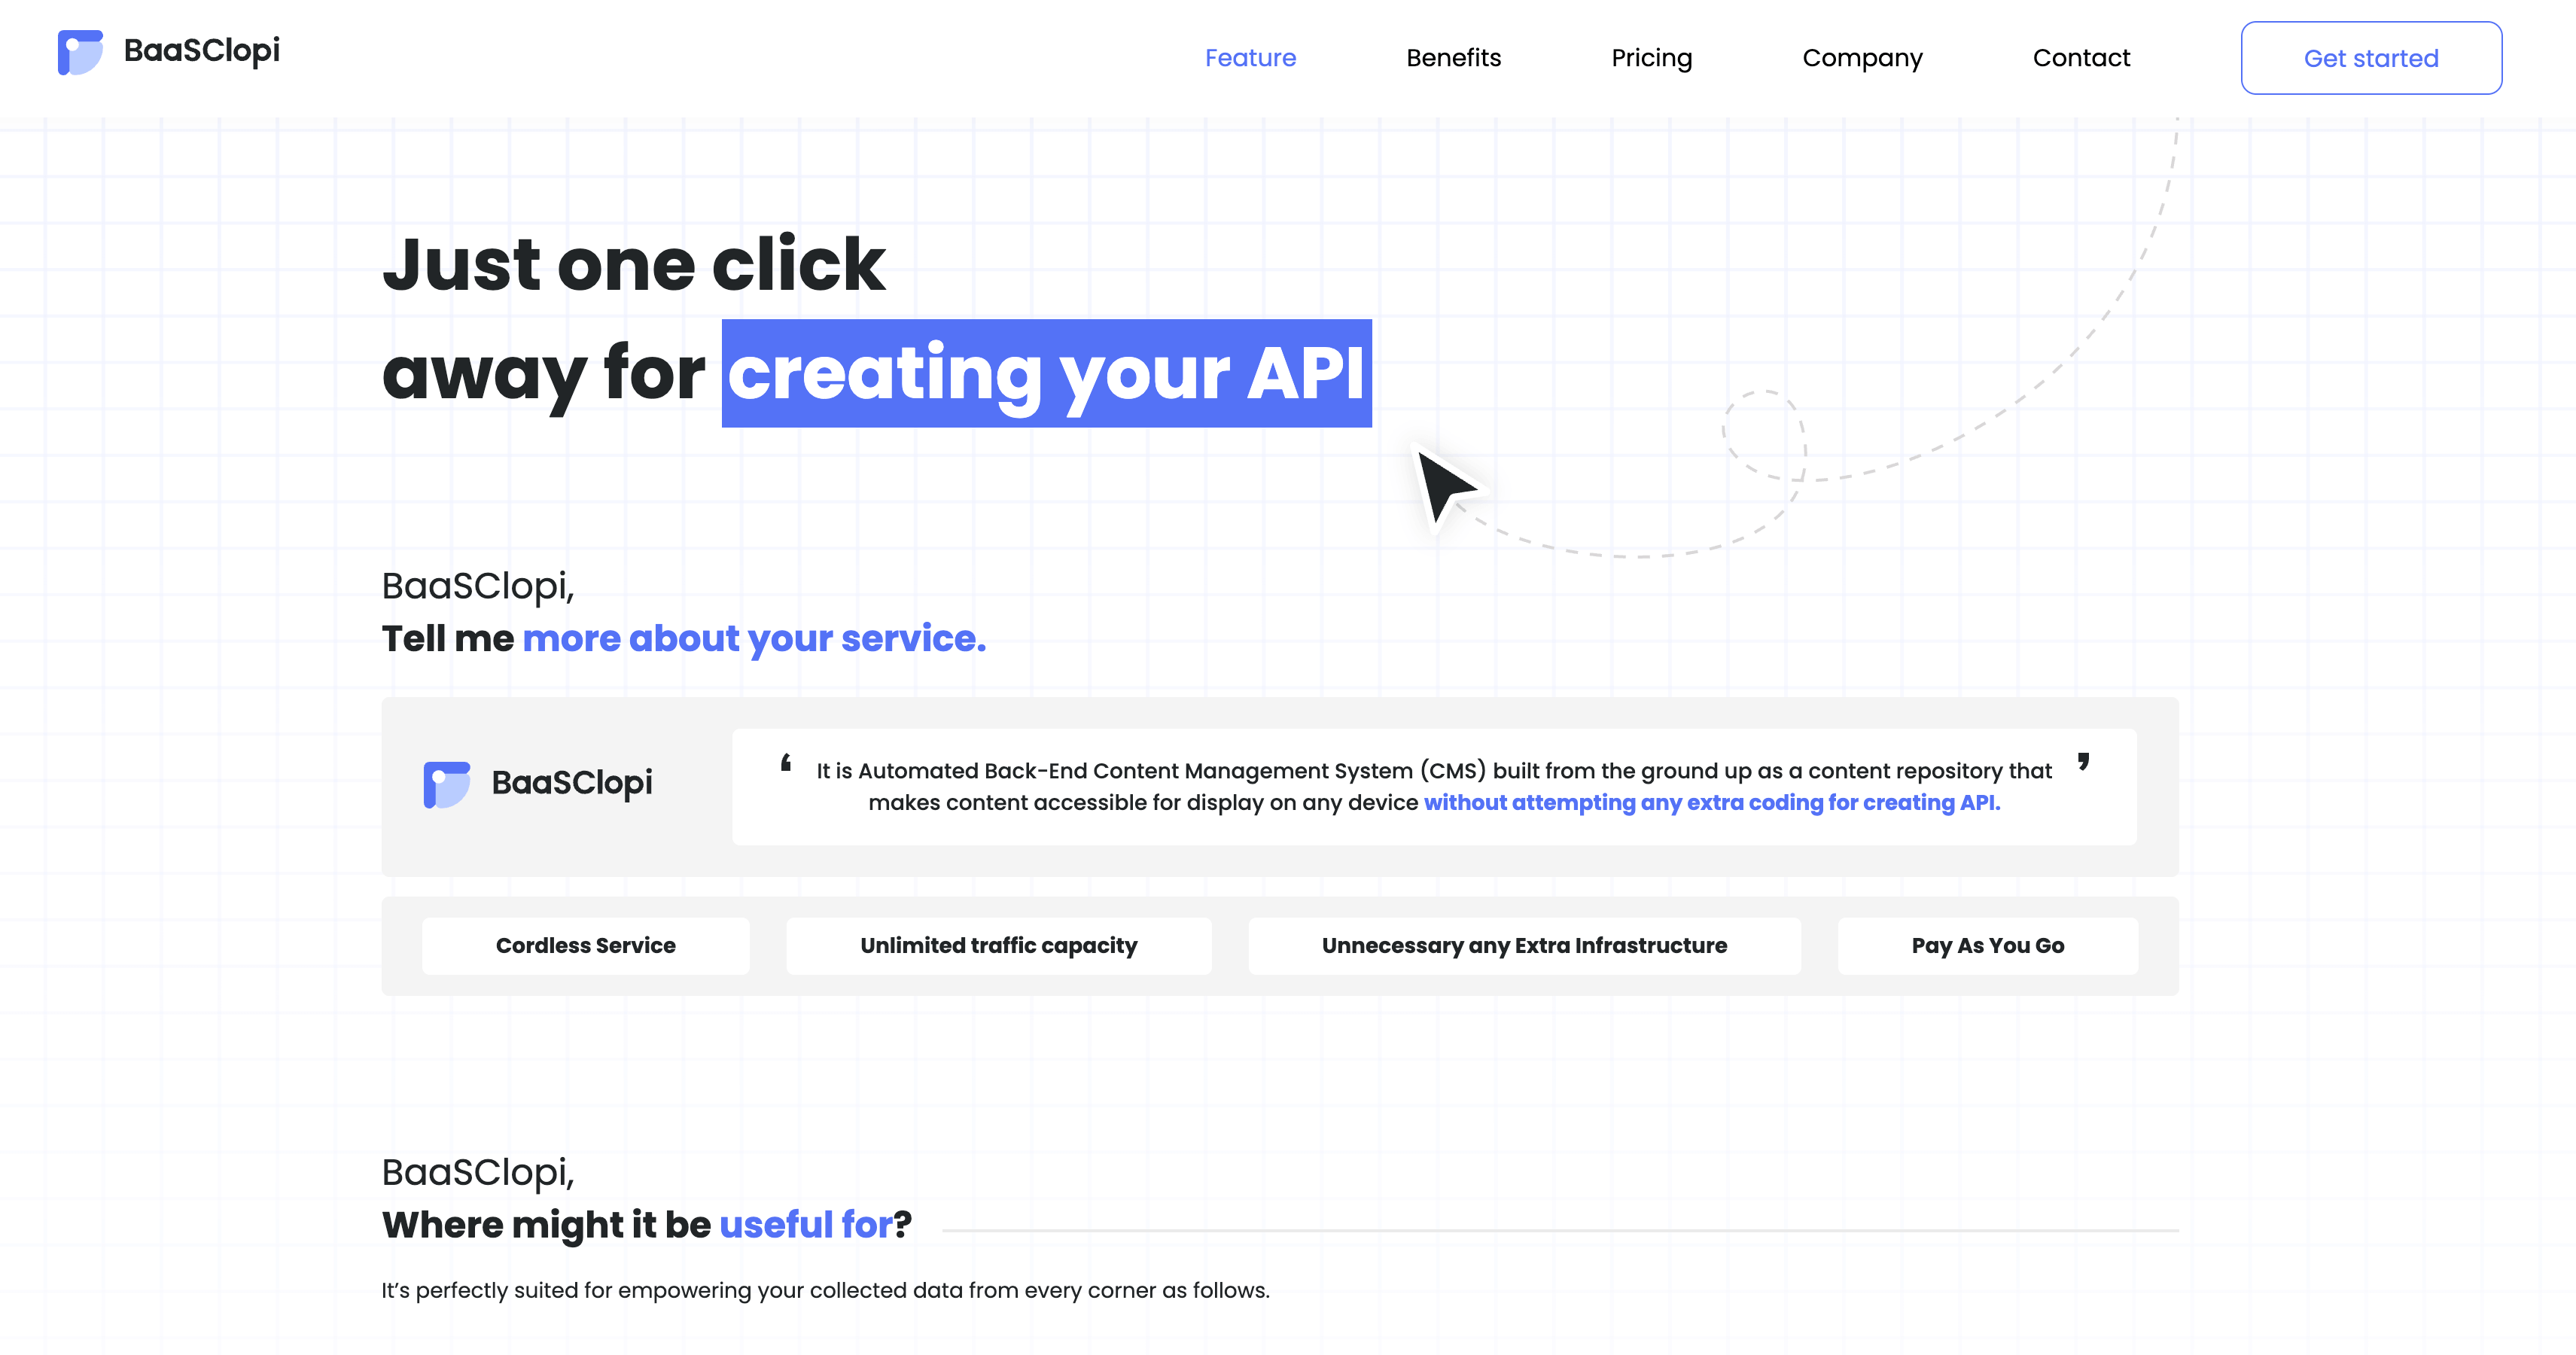 BaaSClopi
Feature
Benefits
Pricing
Company
Contact
Get started
Just one click
away for creating your API
BaaSClopi,
Tell me more about your service.
BaaSClopi
‘ It is Automated Back-End Content Management System (CMS) built from the ground up as a content repository that ’
makes content accessible for display on any device without attempting any extra coding for creating API.
Cordless Service
Unlimited traffic capacity
Unnecessary any Extra Infrastructure
Pay As You Go
BaaSClopi,
Where might it be useful for?
It’s perfectly suited for empowering your collected data from every corner as follows.